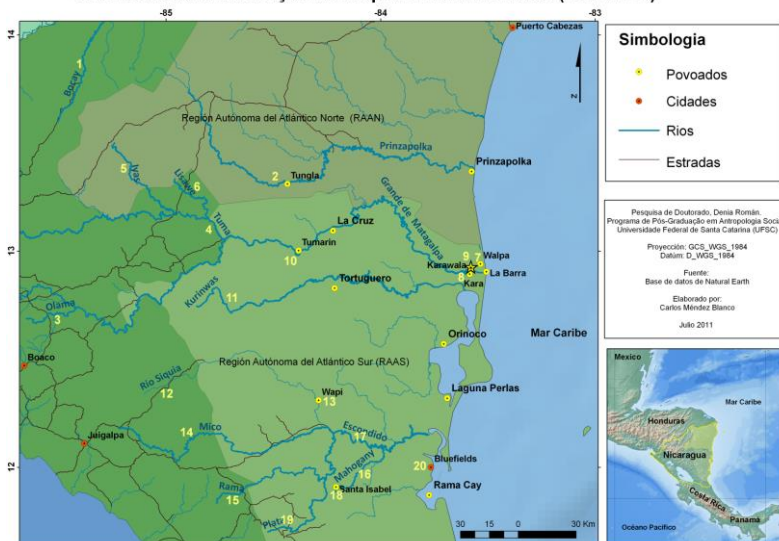 -85
-84
-83
14
13
12
Puerto Cabezas
1
Bocay
Región Autónoma del Atlántico Norte (RAAN)
Prinzapolka
Prinzapolka
5
Iyas
Lisawe
6
2
Tungla
4
Tuma
La Cruz
Grande de Matagalpa
Tumarin
10
9
7
Walpa
Karawala
La Barra
8
Kara
Kurinwas
11
Tortuguero
Olama
3
Orinoco
Mar Caribe
Boaco
Región Autónoma del Atlántico Sur (RAAS)
Rio Siquia
12
Wapi
13
Laguna Perlas
Juigalpa
14
Mico
Escondido
17
Mahogany
16
20
Bluefields
Rama
15
18
Santa Isabel
Rama Cay
Plata
19
30
15
0
30 Km
Simbologia
Povoados
Cidades
Rios
Estradas
Pesquisa de Doutorado, Denia Román.
Programa de Pós-Graduação em Antropologia Social
Universidade Federal de Santa Catarina (UFSC)
Proyección: GCS_WGS_1984
Datúm: D_WGS_1984
Fuente:
Base de datos de Natural Earth
Elaborado por:
Carlos Méndez Blanco
Julio 2011
Mexico
Mar Caribe
Honduras
Nicaragua
Costa Rica
Panama
Océano Pacífico